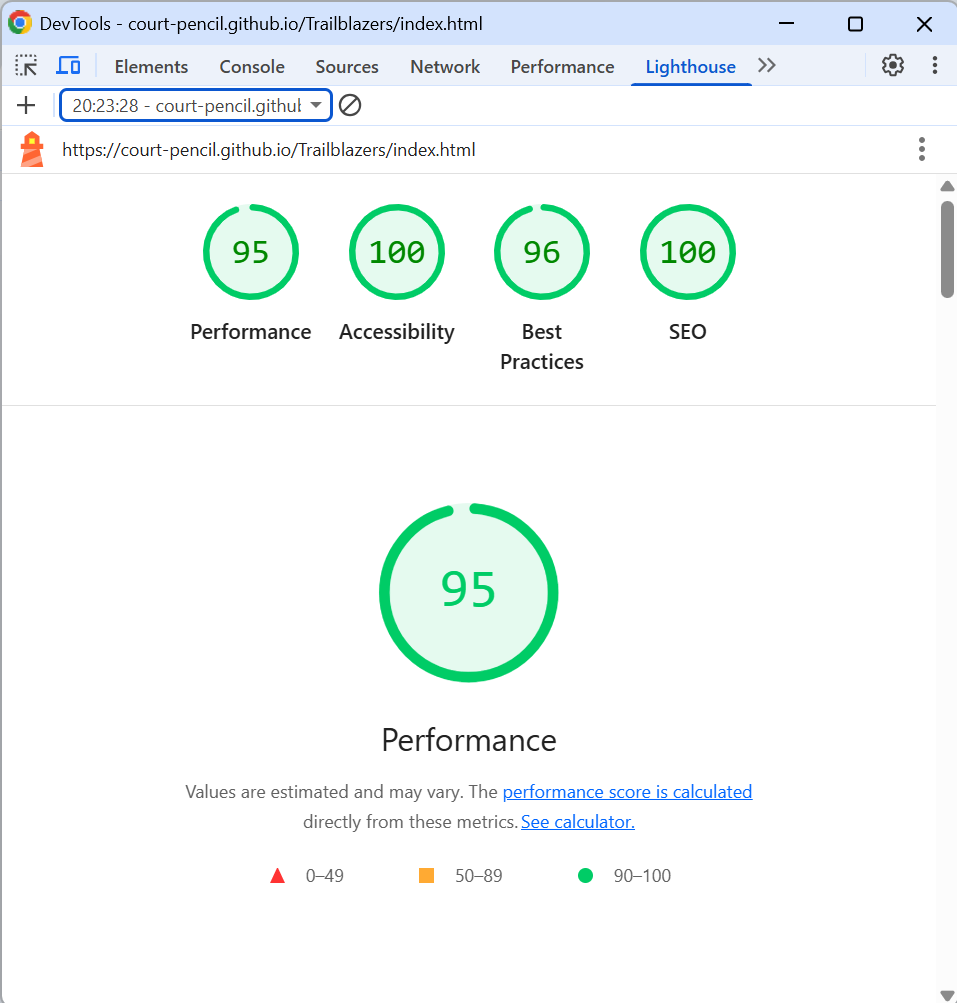 DevTools - court-pencil.github.io/Trailblazers/index.html
Elements Console Sources Network Performance Lighthouse
20:23:28 - court-pencil.github
https://court-pencil.github.io/Trailblazers/index.html
95 100 96 100
Performance Accessibility Best Practices SEO
95
Performance
Values are estimated and may vary. The performance score is calculated
directly from these metrics. See calculator.
0–49 50–89 90–100